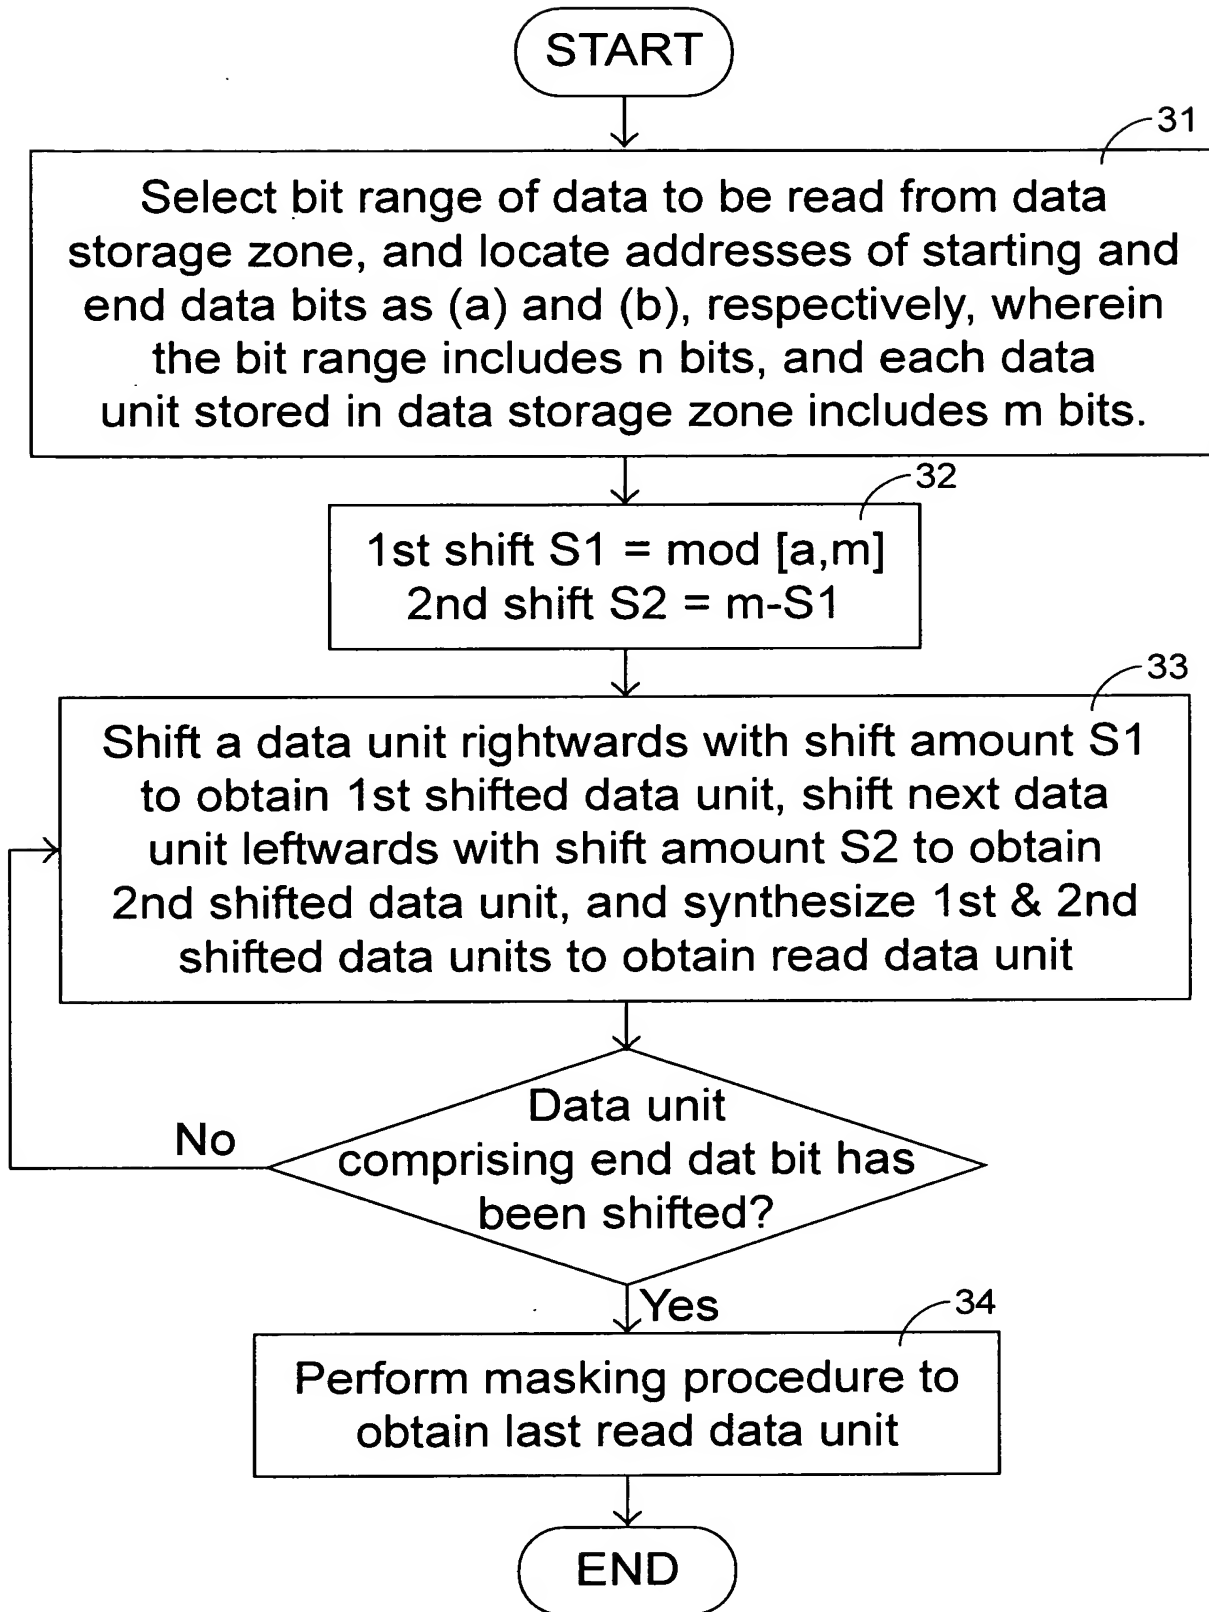 START
31
Select bit range of data to be read from data
storage zone, and locate addresses of starting and
end data bits as (a) and (b), respectively, wherein
the bit range includes n bits, and each data
unit stored in data storage zone includes m bits.
32
1st shift S1 = mod [a,m]
2nd shift S2 = m-S1
33
Shift a data unit rightwards with shift amount S1
to obtain 1st shifted data unit, shift next data
unit leftwards with shift amount S2 to obtain
2nd shifted data unit, and synthesize 1st & 2nd
shifted data units to obtain read data unit
Data unit
comprising end dat bit has
been shifted?
No
Yes
34
Perform masking procedure to
obtain last read data unit
END